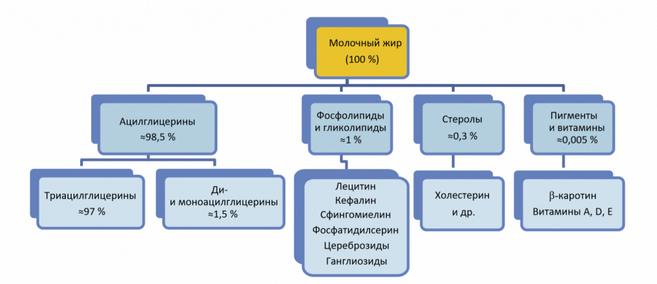 Молочный жир
(100 %)
Ацилглицерины
≈98,5 %
Фосфолипиды
и гликолипиды
≈1 %
Стеролы
≈0,3 %
Пигменты
и витамины
≈0,005 %
Триацилглицерины
≈97 %
Ди-
и моноацилглицерины
≈1,5 %
Лецитин
Кефалин
Сфингомиелин
Фосфатидилсерин
Цереброзиды
Ганглиозиды
Холестерин
и др.
β-каротин
Витамины A, D, E